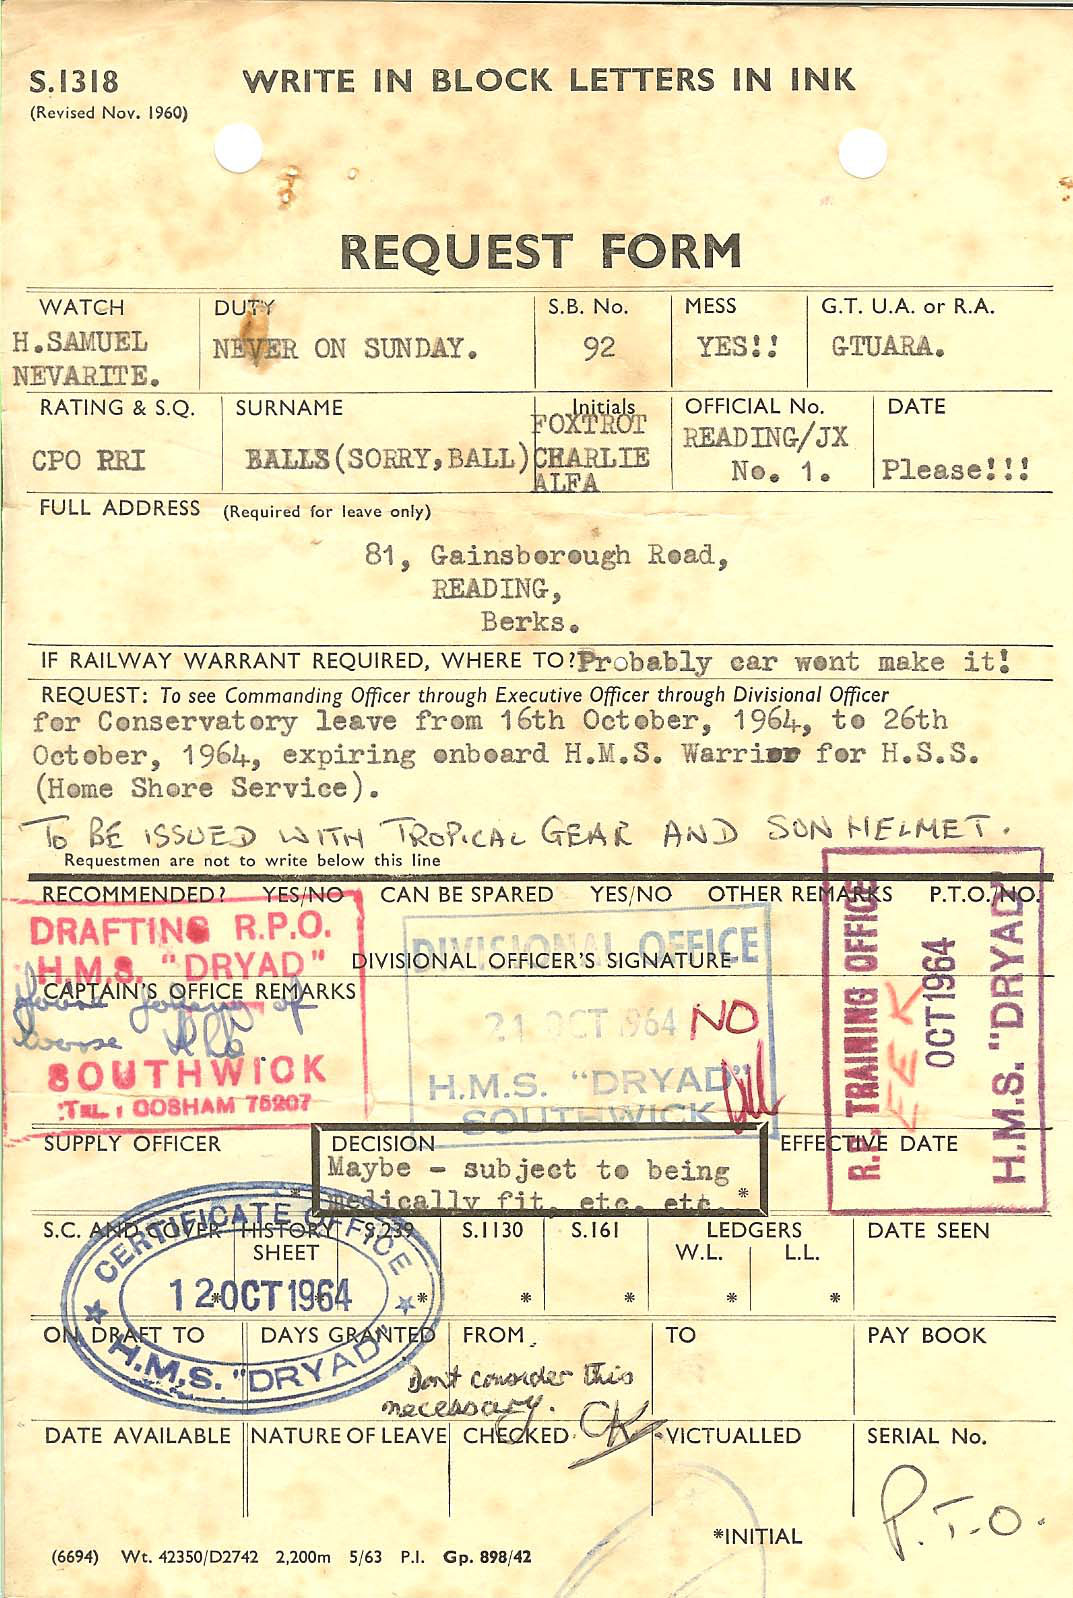 S.1318 WRITE IN BLOCK LETTERS IN INK
(Revised Nov. 1960)
REQUEST FORM
WATCH DUTY S.B. No. MESS G.T. U.A. or R.A.
H.SAMUEL NEVER ON SUNDAY. 92 YES!! GTUARA.
NEVARITE.
RATING & S.Q. SURNAME Initials OFFICIAL No. DATE
CPO PRI BALLS(SORRY,BALL) FOXTROT CHARLIE ALFA READING/JX No. 1. Please!!!
FULL ADDRESS (Required for leave only)
81, Gainsborough Road,
READING,
Berks.
IF RAILWAY WARRANT REQUIRED, WHERE TO? Probably car wont make it!
REQUEST: To see Commanding Officer through Executive Officer through Divisional Officer
for Conservatory leave from 16th October, 1964, to 26th
October, 1964, expiring onboard H.M.S. Warrior for H.S.S.
(Home Shore Service).
TO BE ISSUED WITH TROPICAL GEAR AND SUN HELMET.
Requestmen are not to write below this line
RECOMMENDED? YES/NO CAN BE SPARED YES/NO OTHER REMARKS P.T.O./NO.
DRAFTING R.P.O.
H.M.S. "DRYAD"
SOUTHWICK
TEL: COSHAM 75207
DIVISIONAL OFFICE
21 OCT 1964
H.M.S. "DRYAD"
SOUTHWICK
NO
R.P. TRAINING OFFICE
OCT 1964
H.M.S. "DRYAD"
EEK
DIVISIONAL OFFICER'S SIGNATURE
CAPTAIN'S OFFICE REMARKS
of
SUPPLY OFFICER DECISION EFFECTIVE DATE
Maybe - subject to being
medically fit, etc. etc. *
S.C. AND COVER HISTORY SHEET S.239 S.1130 S.161 LEDGERS DATE SEEN
W.L. L.L.
* * * * * *
CERTIFICATE OFFICE
12 OCT 1964
H.M.S. "DRYAD"
ON DRAFT TO DAYS GRANTED FROM TO PAY BOOK
Dont consider this
necessary. CK
DATE AVAILABLE NATURE OF LEAVE CHECKED VICTUALLED SERIAL No.
P.T.O.
*INITIAL
(6694) Wt. 42350/D2742 2,200m 5/63 P.I. Gp. 898/42